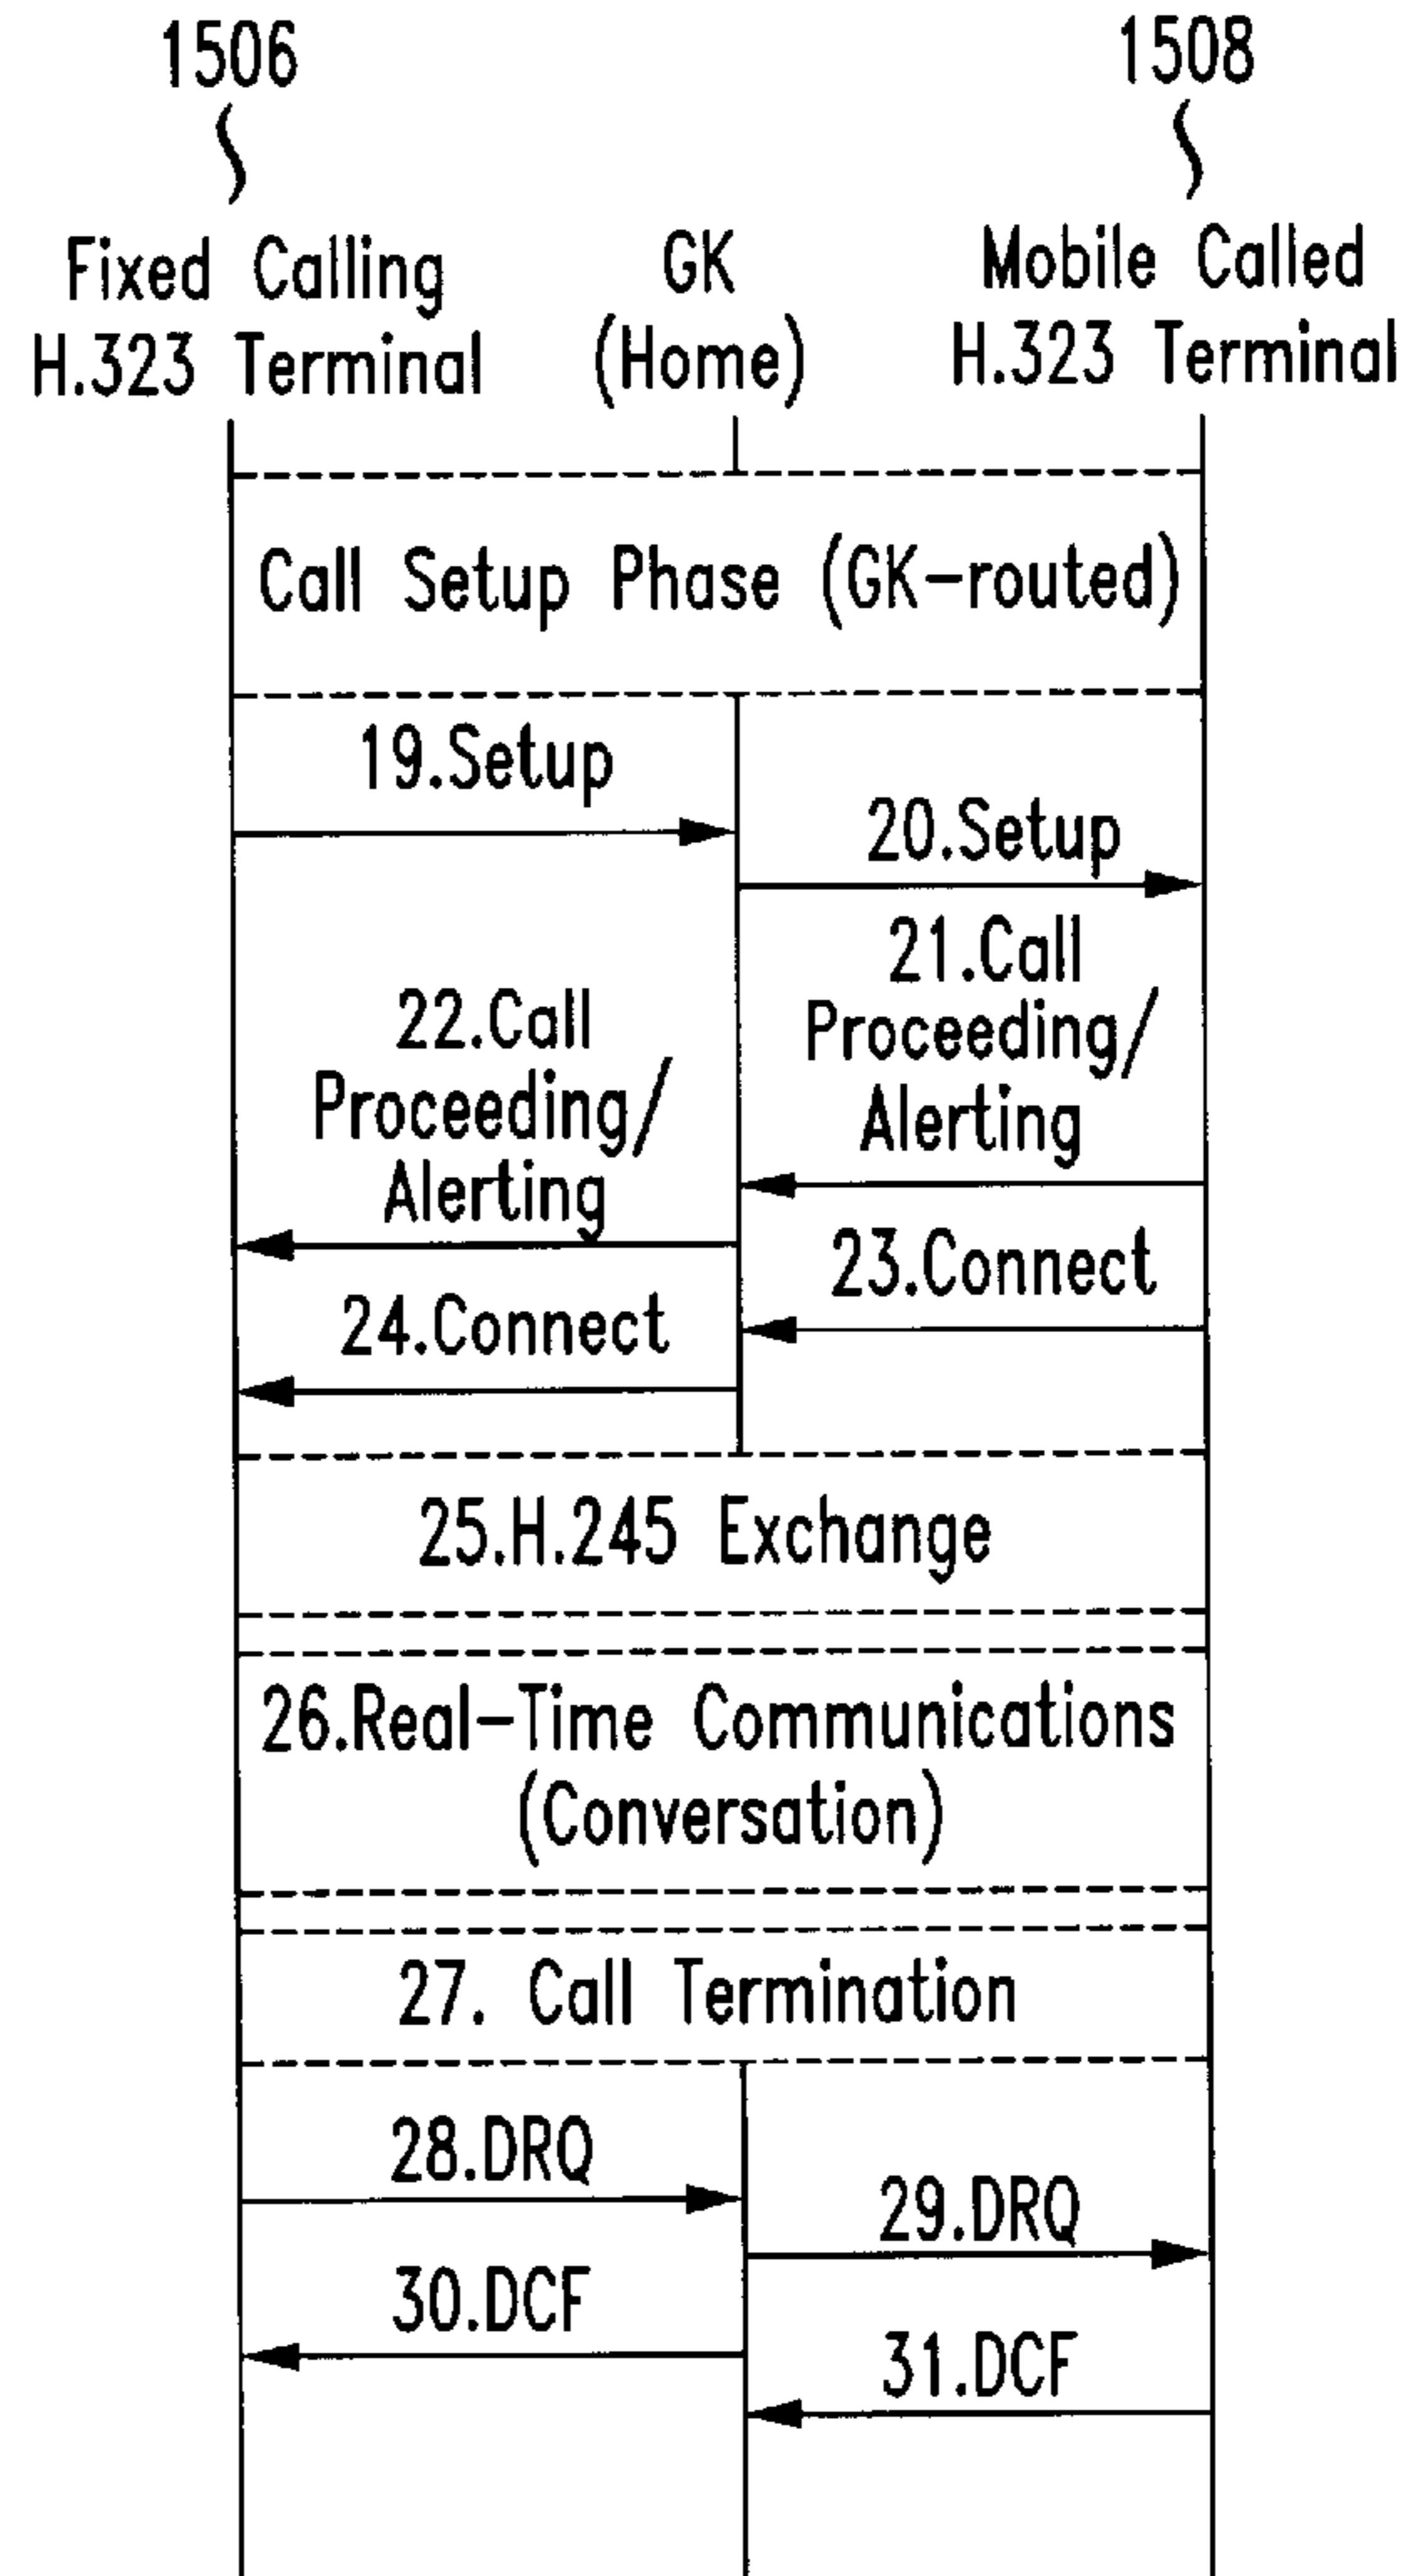 1506
1508
Fixed Calling
H.323 Terminal
GK
(Home)
Mobile Called
H.323 Terminal
Call Setup Phase (GK-routed)
19.Setup
20.Setup
21.Call
Proceeding/
Alerting
22.Call
Proceeding/
Alerting
23.Connect
24.Connect
25.H.245 Exchange
26.Real-Time Communications
(Conversation)
27. Call Termination
28.DRQ
29.DRQ
30.DCF
31.DCF